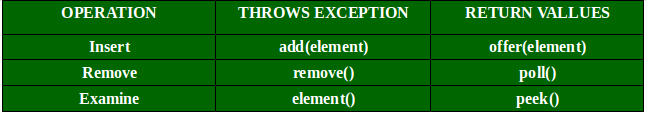 OPERATION THROWS EXCEPTION RETURN VALLUES
Insert add(element) offer(element)
Remove remove() poll()
Examine element() peek()